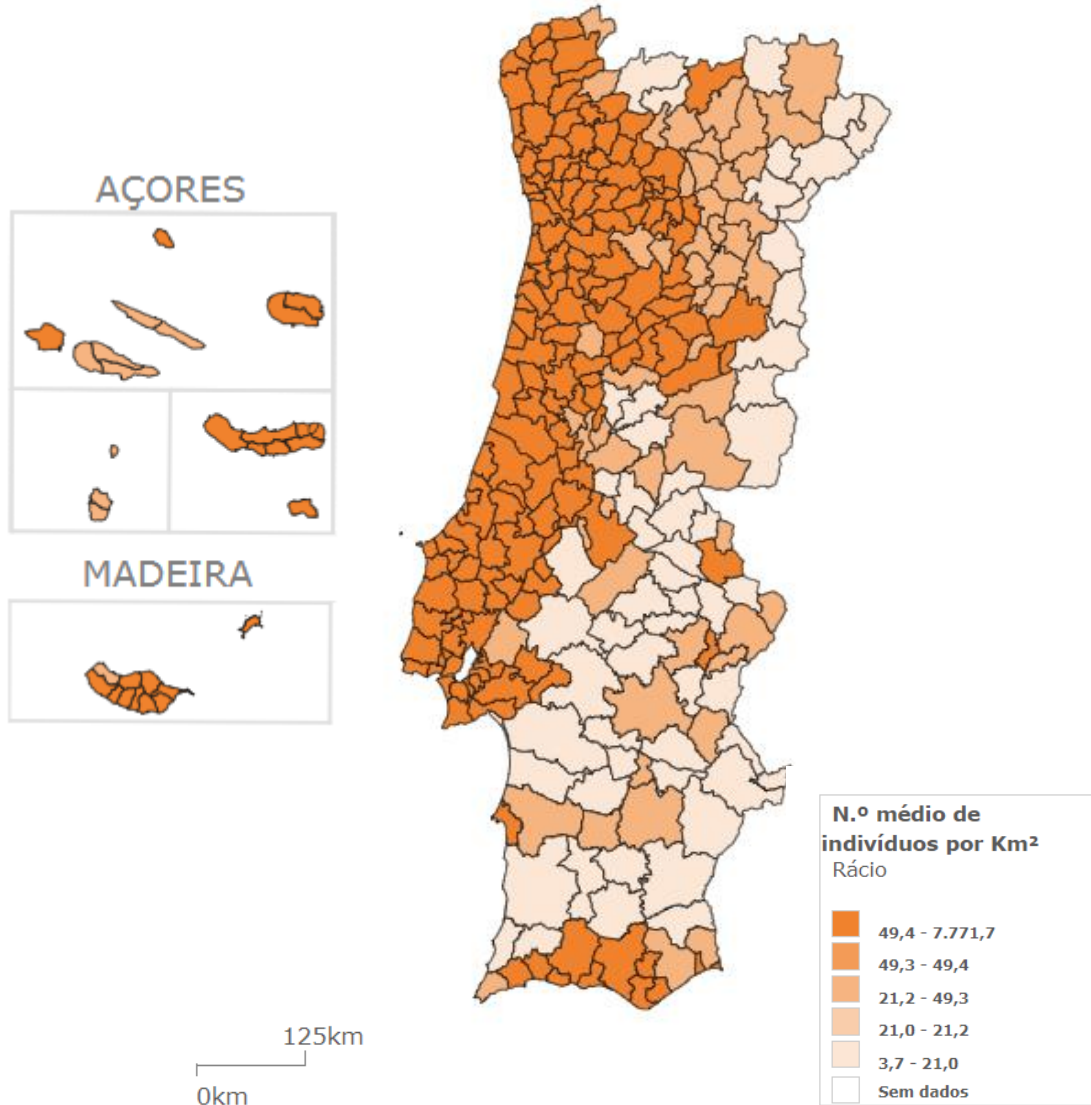 AÇORES
MADEIRA
125km
0km
N.º médio de
indivíduos por Km²
Rácio
49,4 - 7.771,7
49,3 - 49,4
21,2 - 49,3
21,0 - 21,2
3,7 - 21,0
Sem dados